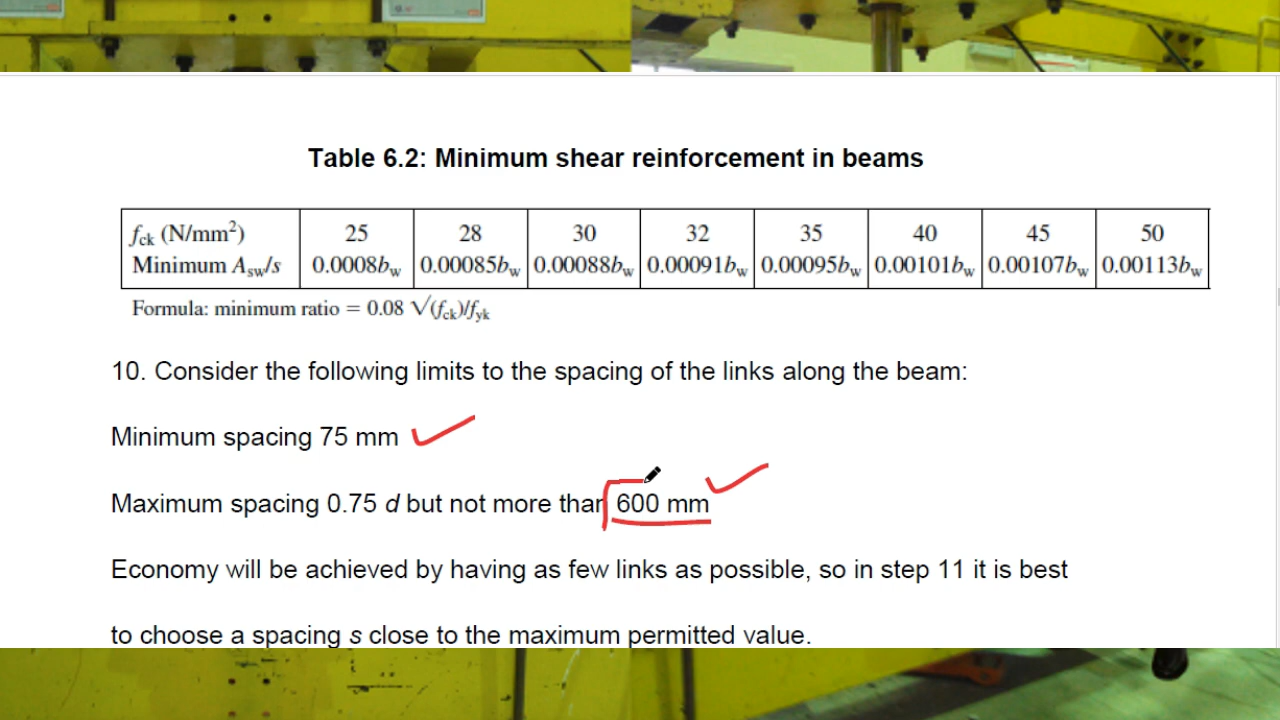 Table 6.2: Minimum shear reinforcement in beams
fck (N/mm²) 25 28 30 32 35 40 45 50
Minimum Asw/s 0.0008bw 0.00085bw 0.00088bw 0.00091bw 0.00095bw 0.00101bw 0.00107bw 0.00113bw
Formula: minimum ratio = 0.08 √(fck)/fyk
10. Consider the following limits to the spacing of the links along the beam:
Minimum spacing 75 mm
Maximum spacing 0.75 d but not more than 600 mm
Economy will be achieved by having as few links as possible, so in step 11 it is best
to choose a spacing s close to the maximum permitted value.